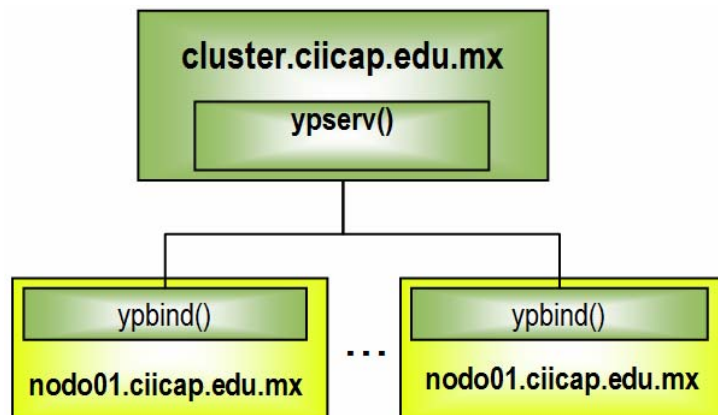 cluster.ciicap.edu.mx
ypserv()
ypbind()
nodo01.ciicap.edu.mx
...
ypbind()
nodo01.ciicap.edu.mx